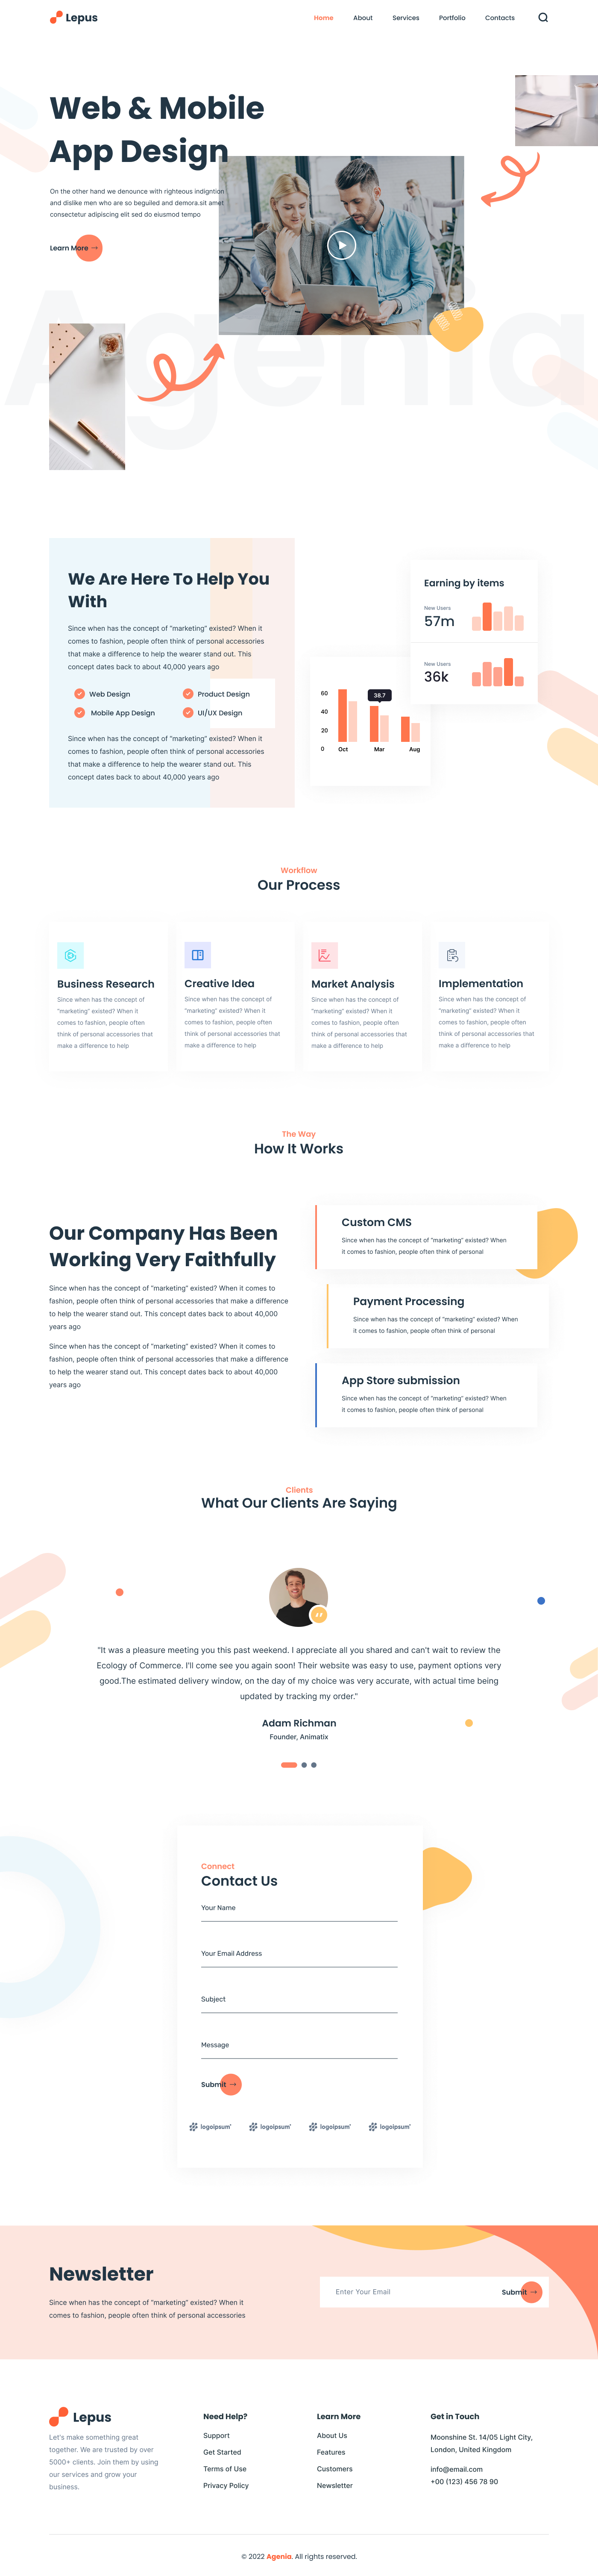 Lepus
Home
About
Services
Portfolio
Contacts
Web & Mobile
App Design
On the other hand we denounce with righteous indigntion
and dislike men who are so beguiled and demora.sit amet
consectetur adipiscing elit sed do eiusmod tempo
Learn More
Agenia
We Are Here To Help You
With
Since when has the concept of “marketing” existed? When it
comes to fashion, people often think of personal accessories
that make a difference to help the wearer stand out. This
concept dates back to about 40,000 years ago
Web Design
Product Design
Mobile App Design
UI/UX Design
Since when has the concept of “marketing” existed? When it
comes to fashion, people often think of personal accessories
that make a difference to help the wearer stand out. This
concept dates back to about 40,000 years ago
Earning by items
New Users
57m
New Users
36k
60
40
20
0
38.7
Oct
Mar
Aug
Workflow
Our Process
Business Research
Since when has the concept of
“marketing” existed? When it
comes to fashion, people often
think of personal accessories that
make a difference to help
Creative Idea
Since when has the concept of
“marketing” existed? When it
comes to fashion, people often
think of personal accessories that
make a difference to help
Market Analysis
Since when has the concept of
“marketing” existed? When it
comes to fashion, people often
think of personal accessories that
make a difference to help
Implementation
Since when has the concept of
“marketing” existed? When it
comes to fashion, people often
think of personal accessories that
make a difference to help
The Way
How It Works
Our Company Has Been
Working Very Faithfully
Since when has the concept of “marketing” existed? When it comes to
fashion, people often think of personal accessories that make a difference
to help the wearer stand out. This concept dates back to about 40,000
years ago
Since when has the concept of “marketing” existed? When it comes to
fashion, people often think of personal accessories that make a difference
to help the wearer stand out. This concept dates back to about 40,000
years ago
Custom CMS
Since when has the concept of “marketing” existed? When
it comes to fashion, people often think of personal
Payment Processing
Since when has the concept of “marketing” existed? When
it comes to fashion, people often think of personal
App Store submission
Since when has the concept of “marketing” existed? When
it comes to fashion, people often think of personal
Clients
What Our Clients Are Saying
“It was a pleasure meeting you this past weekend. I appreciate all you shared and can't wait to review the
Ecology of Commerce. I'll come see you again soon! Their website was easy to use, payment options very
good.The estimated delivery window, on the day of my choice was very accurate, with actual time being
updated by tracking my order.”
Adam Richman
Founder, Animatix
Connect
Contact Us
Your Name
Your Email Address
Subject
Message
Submit
logoipsum
logoipsum
logoipsum
logoipsum
Newsletter
Since when has the concept of “marketing” existed? When it
comes to fashion, people often think of personal accessories
Enter Your Email
Submit
Lepus
Let's make something great
together. We are trusted by over
5000+ clients. Join them by using
our services and grow your
business.
Need Help?
Support
Get Started
Terms of Use
Privacy Policy
Learn More
About Us
Features
Customers
Newsletter
Get in Touch
Moonshine St. 14/05 Light City,
London, United Kingdom
info@email.com
+00 (123) 456 78 90
© 2022 Agenia. All rights reserved.